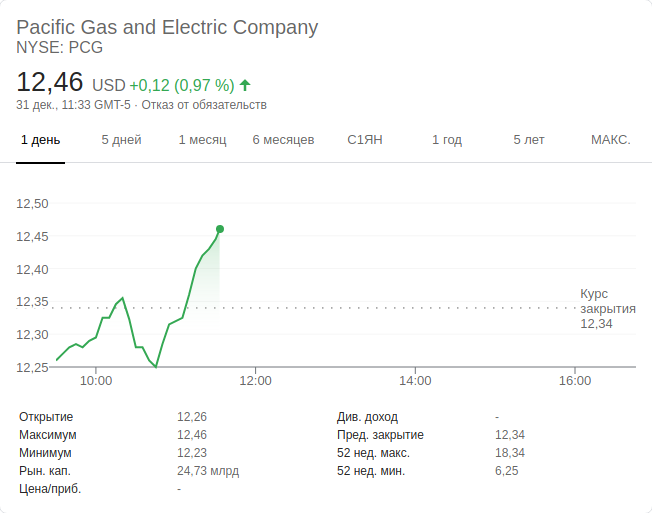 Pacific Gas and Electric Company
NYSE: PCG
12,46 USD +0,12 (0,97 %)
31 дек., 11:33 GMT-5 · Отказ от обязательств
1 день 5 дней 1 месяц 6 месяцев С1ЯН 1 год 5 лет МАКС.
12,50
12,45
12,40
12,35
12,30
12,25
Курс
закрытия
12,34
10:00 12:00 14:00 16:00
Открытие 12,26 Див. доход -
Максимум 12,46 Пред. закрытие 12,34
Минимум 12,23 52 нед. макс. 18,34
Рын. кап. 24,73 млрд 52 нед. мин. 6,25
Цена/приб. -